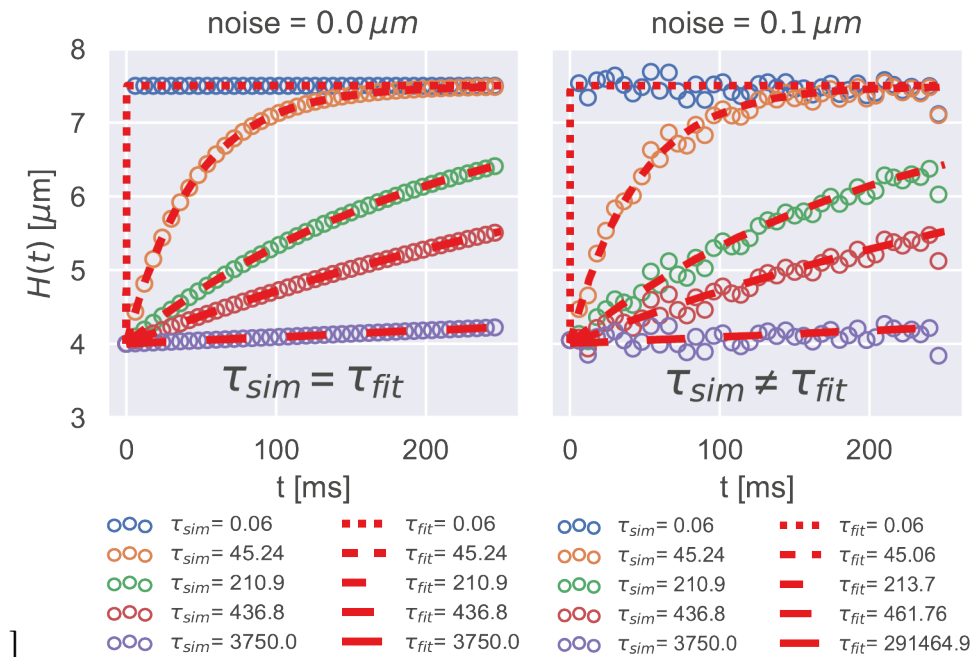 noise = 0.0 μm
noise = 0.1 μm
8
7
6
5
4
3
H(t) [μm]
τsim = τfit
τsim ≠ τfit
0 100 200
0 100 200
t [ms]
t [ms]
τsim= 0.06 τfit= 0.06
τsim= 45.24 τfit= 45.24
τsim= 210.9 τfit= 210.9
τsim= 436.8 τfit= 436.8
τsim= 3750.0 τfit= 3750.0
τsim= 0.06 τfit= 0.06
τsim= 45.24 τfit= 45.06
τsim= 210.9 τfit= 213.7
τsim= 436.8 τfit= 461.76
τsim= 3750.0 τfit= 291464.9
]